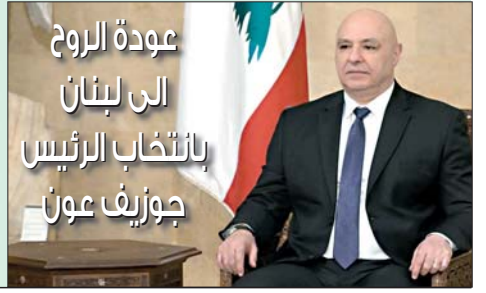 عودة الروح
الى لبنان
بانتخاب الرئيس
جوزيف عون